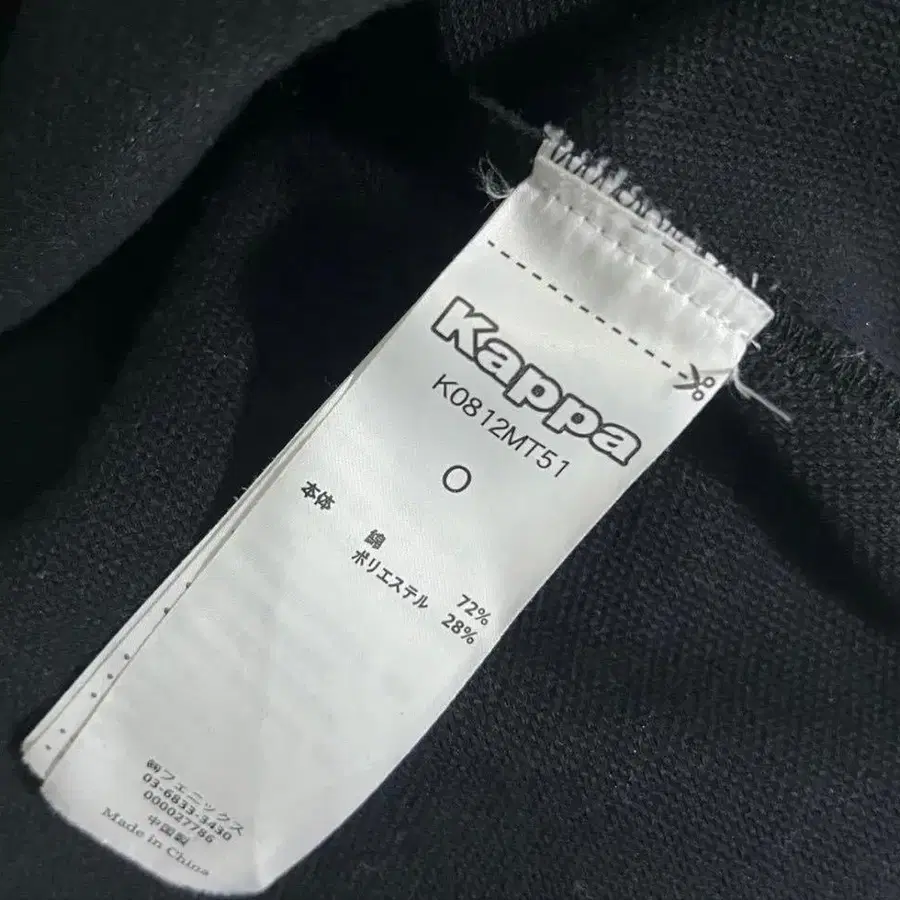 Kappa
K0812MT51
O
本体
綿 72%
ポリエステル 28%
㈱フェニックス
03-6833-3430
000027786
中国製
Made in China